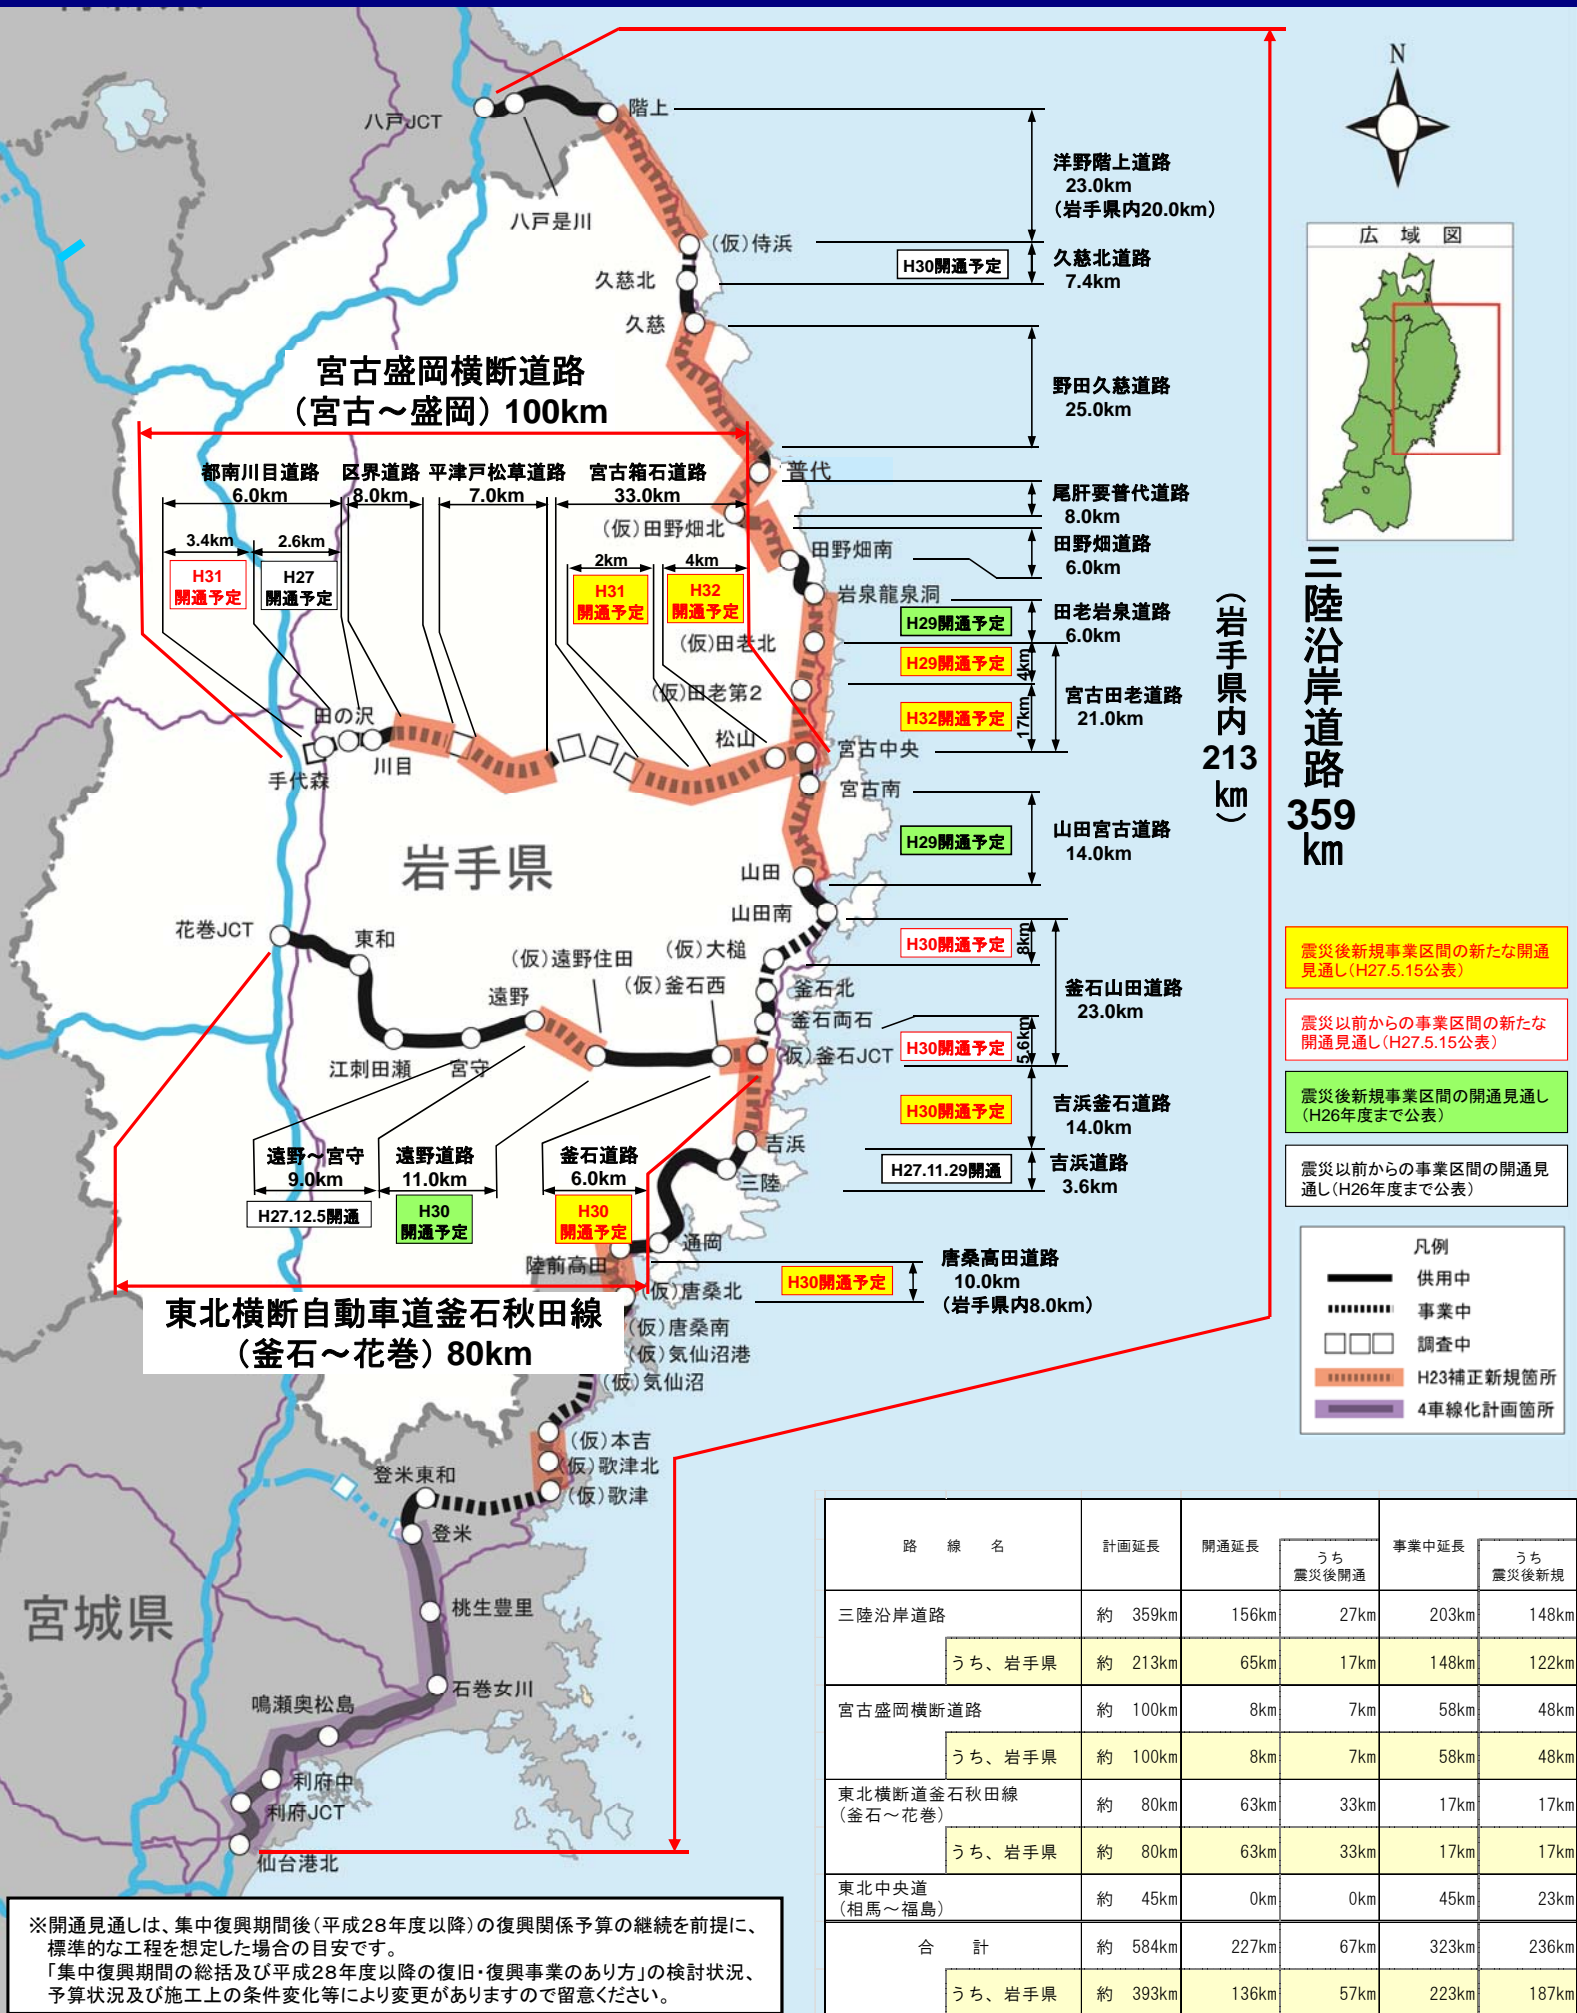 八戸JCT
階上
八戸是川
(仮)侍浜
久慈北
久慈
普代
(仮)田野畑北
田野畑南
岩泉龍泉洞
(仮)田老北
(仮)田老第2
松山
宮古中央
宮古南
山田
山田南
(仮)大槌
釜石北
釜石両石
(仮)釜石JCT
(仮)釜石西
(仮)遠野住田
遠野
宮守
江刺田瀬
東和
花巻JCT
吉浜
三陸
通岡
陸前高田
(仮)唐桑北
(仮)唐桑南
(仮)気仙沼港
(仮)気仙沼
(仮)本吉
(仮)歌津北
(仮)歌津
登米東和
登米
桃生豊里
石巻女川
鳴瀬奥松島
利府中
利府JCT
仙台港北
田の沢
川目
手代森
岩手県
宮城県
宮古盛岡横断道路
(宮古～盛岡) 100km
都南川目道路
6.0km
区界道路
8.0km
平津戸松草道路
7.0km
宮古箱石道路
33.0km
3.4km
H31
開通予定
2.6km
H27
開通予定
2km
H31
開通予定
4km
H32
開通予定
洋野階上道路
23.0km
(岩手県内20.0km)
H30開通予定
久慈北道路
7.4km
野田久慈道路
25.0km
尾肝要普代道路
8.0km
田野畑道路
6.0km
H29開通予定
田老岩泉道路
6.0km
H29開通予定
4km
H32開通予定
17km
宮古田老道路
21.0km
H29開通予定
山田宮古道路
14.0km
H30開通予定
8km
釜石山田道路
23.0km
H30開通予定
5.6km
H30開通予定
吉浜釜石道路
14.0km
H27.11.29開通
吉浜道路
3.6km
H30開通予定
唐桑高田道路
10.0km
(岩手県内8.0km)
遠野～宮守
9.0km
H27.12.5開通
遠野道路
11.0km
H30
開通予定
釜石道路
6.0km
H30
開通予定
東北横断自動車道釜石秋田線
(釜石～花巻) 80km
N
広 域 図
三陸沿岸道路 359km
(岩手県内213km)
震災後新規事業区間の新たな開通
見通し(H27.5.15公表)
震災以前からの事業区間の新たな
開通見通し(H27.5.15公表)
震災後新規事業区間の開通見通し
(H26年度まで公表)
震災以前からの事業区間の開通見
通し(H26年度まで公表)
凡例
供用中
事業中
調査中
H23補正新規箇所
4車線化計画箇所
路 線 名 計画延長 開通延長 うち震災後開通 事業中延長 うち震災後新規
三陸沿岸道路 約 359km 156km 27km 203km 148km
うち、岩手県 約 213km 65km 17km 148km 122km
宮古盛岡横断道路 約 100km 8km 7km 58km 48km
うち、岩手県 約 100km 8km 7km 58km 48km
東北横断道釜石秋田線
(釜石～花巻) 約 80km 63km 33km 17km 17km
うち、岩手県 約 80km 63km 33km 17km 17km
東北中央道
(相馬～福島) 約 45km 0km 0km 45km 23km
合 計 約 584km 227km 67km 323km 236km
うち、岩手県 約 393km 136km 57km 223km 187km
※開通見通しは、集中復興期間後(平成28年度以降)の復興関係予算の継続を前提に、
標準的な工程を想定した場合の目安です。
「集中復興期間の総括及び平成28年度以降の復旧・復興事業のあり方」の検討状況、
予算状況及び施工上の条件変化等により変更がありますので留意ください。